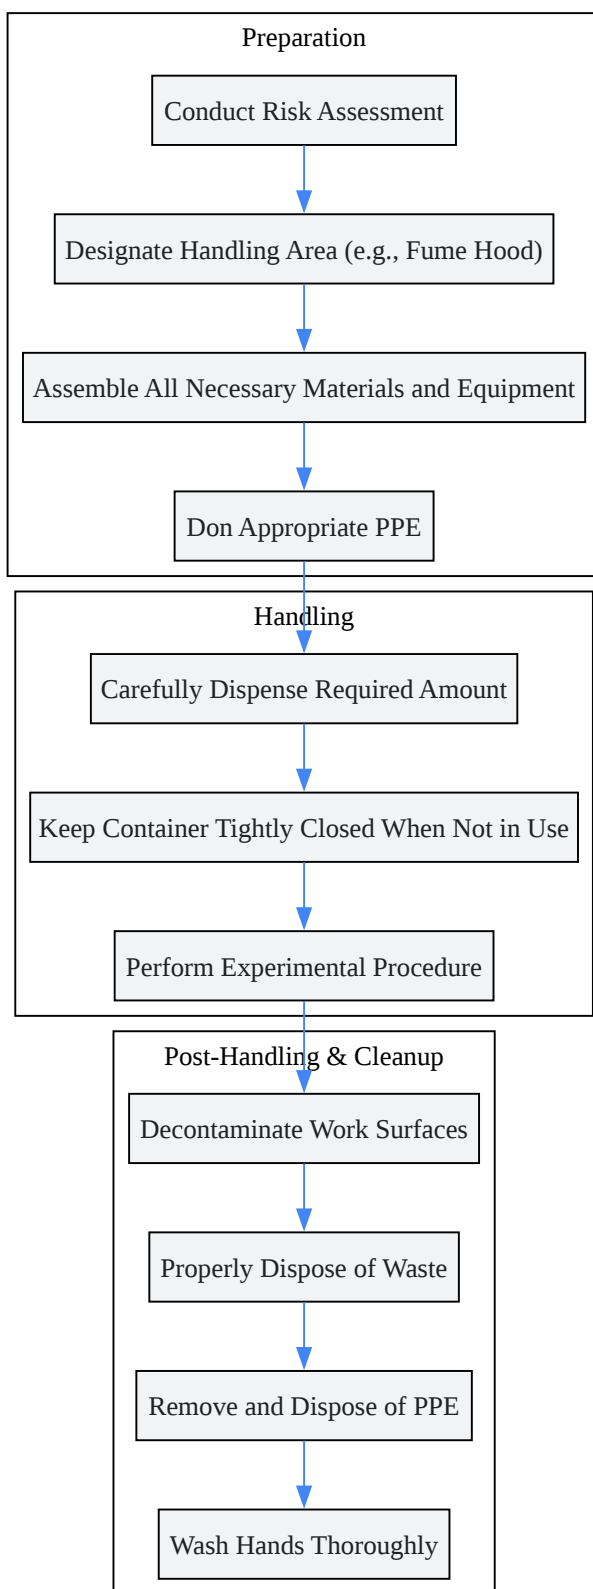 Preparation
Conduct Risk Assessment
Designate Handling Area (e.g., Fume Hood)
Assemble All Necessary Materials and Equipment
Don Appropriate PPE
Handling
Carefully Dispense Required Amount
Keep Container Tightly Closed When Not in Use
Perform Experimental Procedure
Post-Handling & Cleanup
Decontaminate Work Surfaces
Properly Dispose of Waste
Remove and Dispose of PPE
Wash Hands Thoroughly